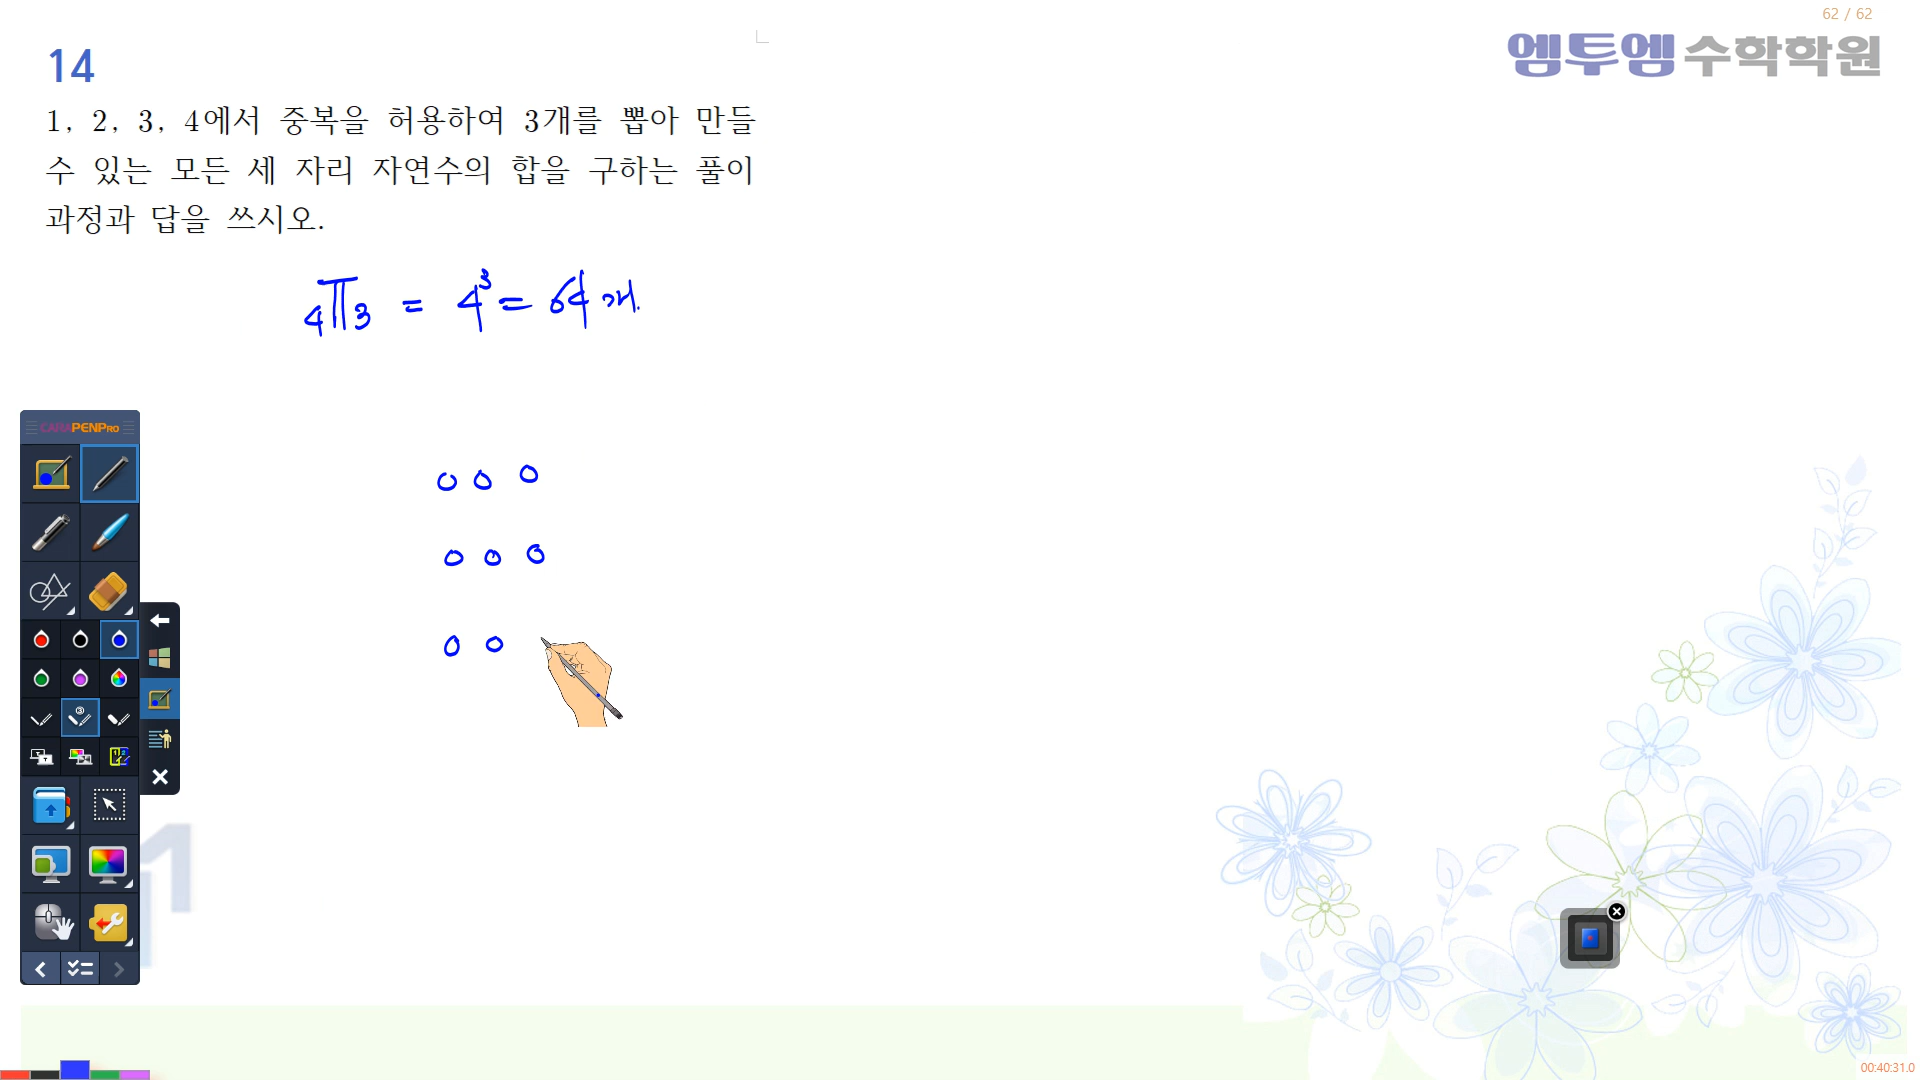 62 / 62
엠투엠 수학학원
14
1, 2, 3, 4에서 중복을 허용하여 3개를 뽑아 만들
수 있는 모든 세 자리 자연수의 합을 구하는 풀이
과정과 답을 쓰시오.
₄Π₃ = 4³ = 64개.
CAMAPENPRO
○ ○ ○
○ ○ ○
○ ○
00:40:31.0